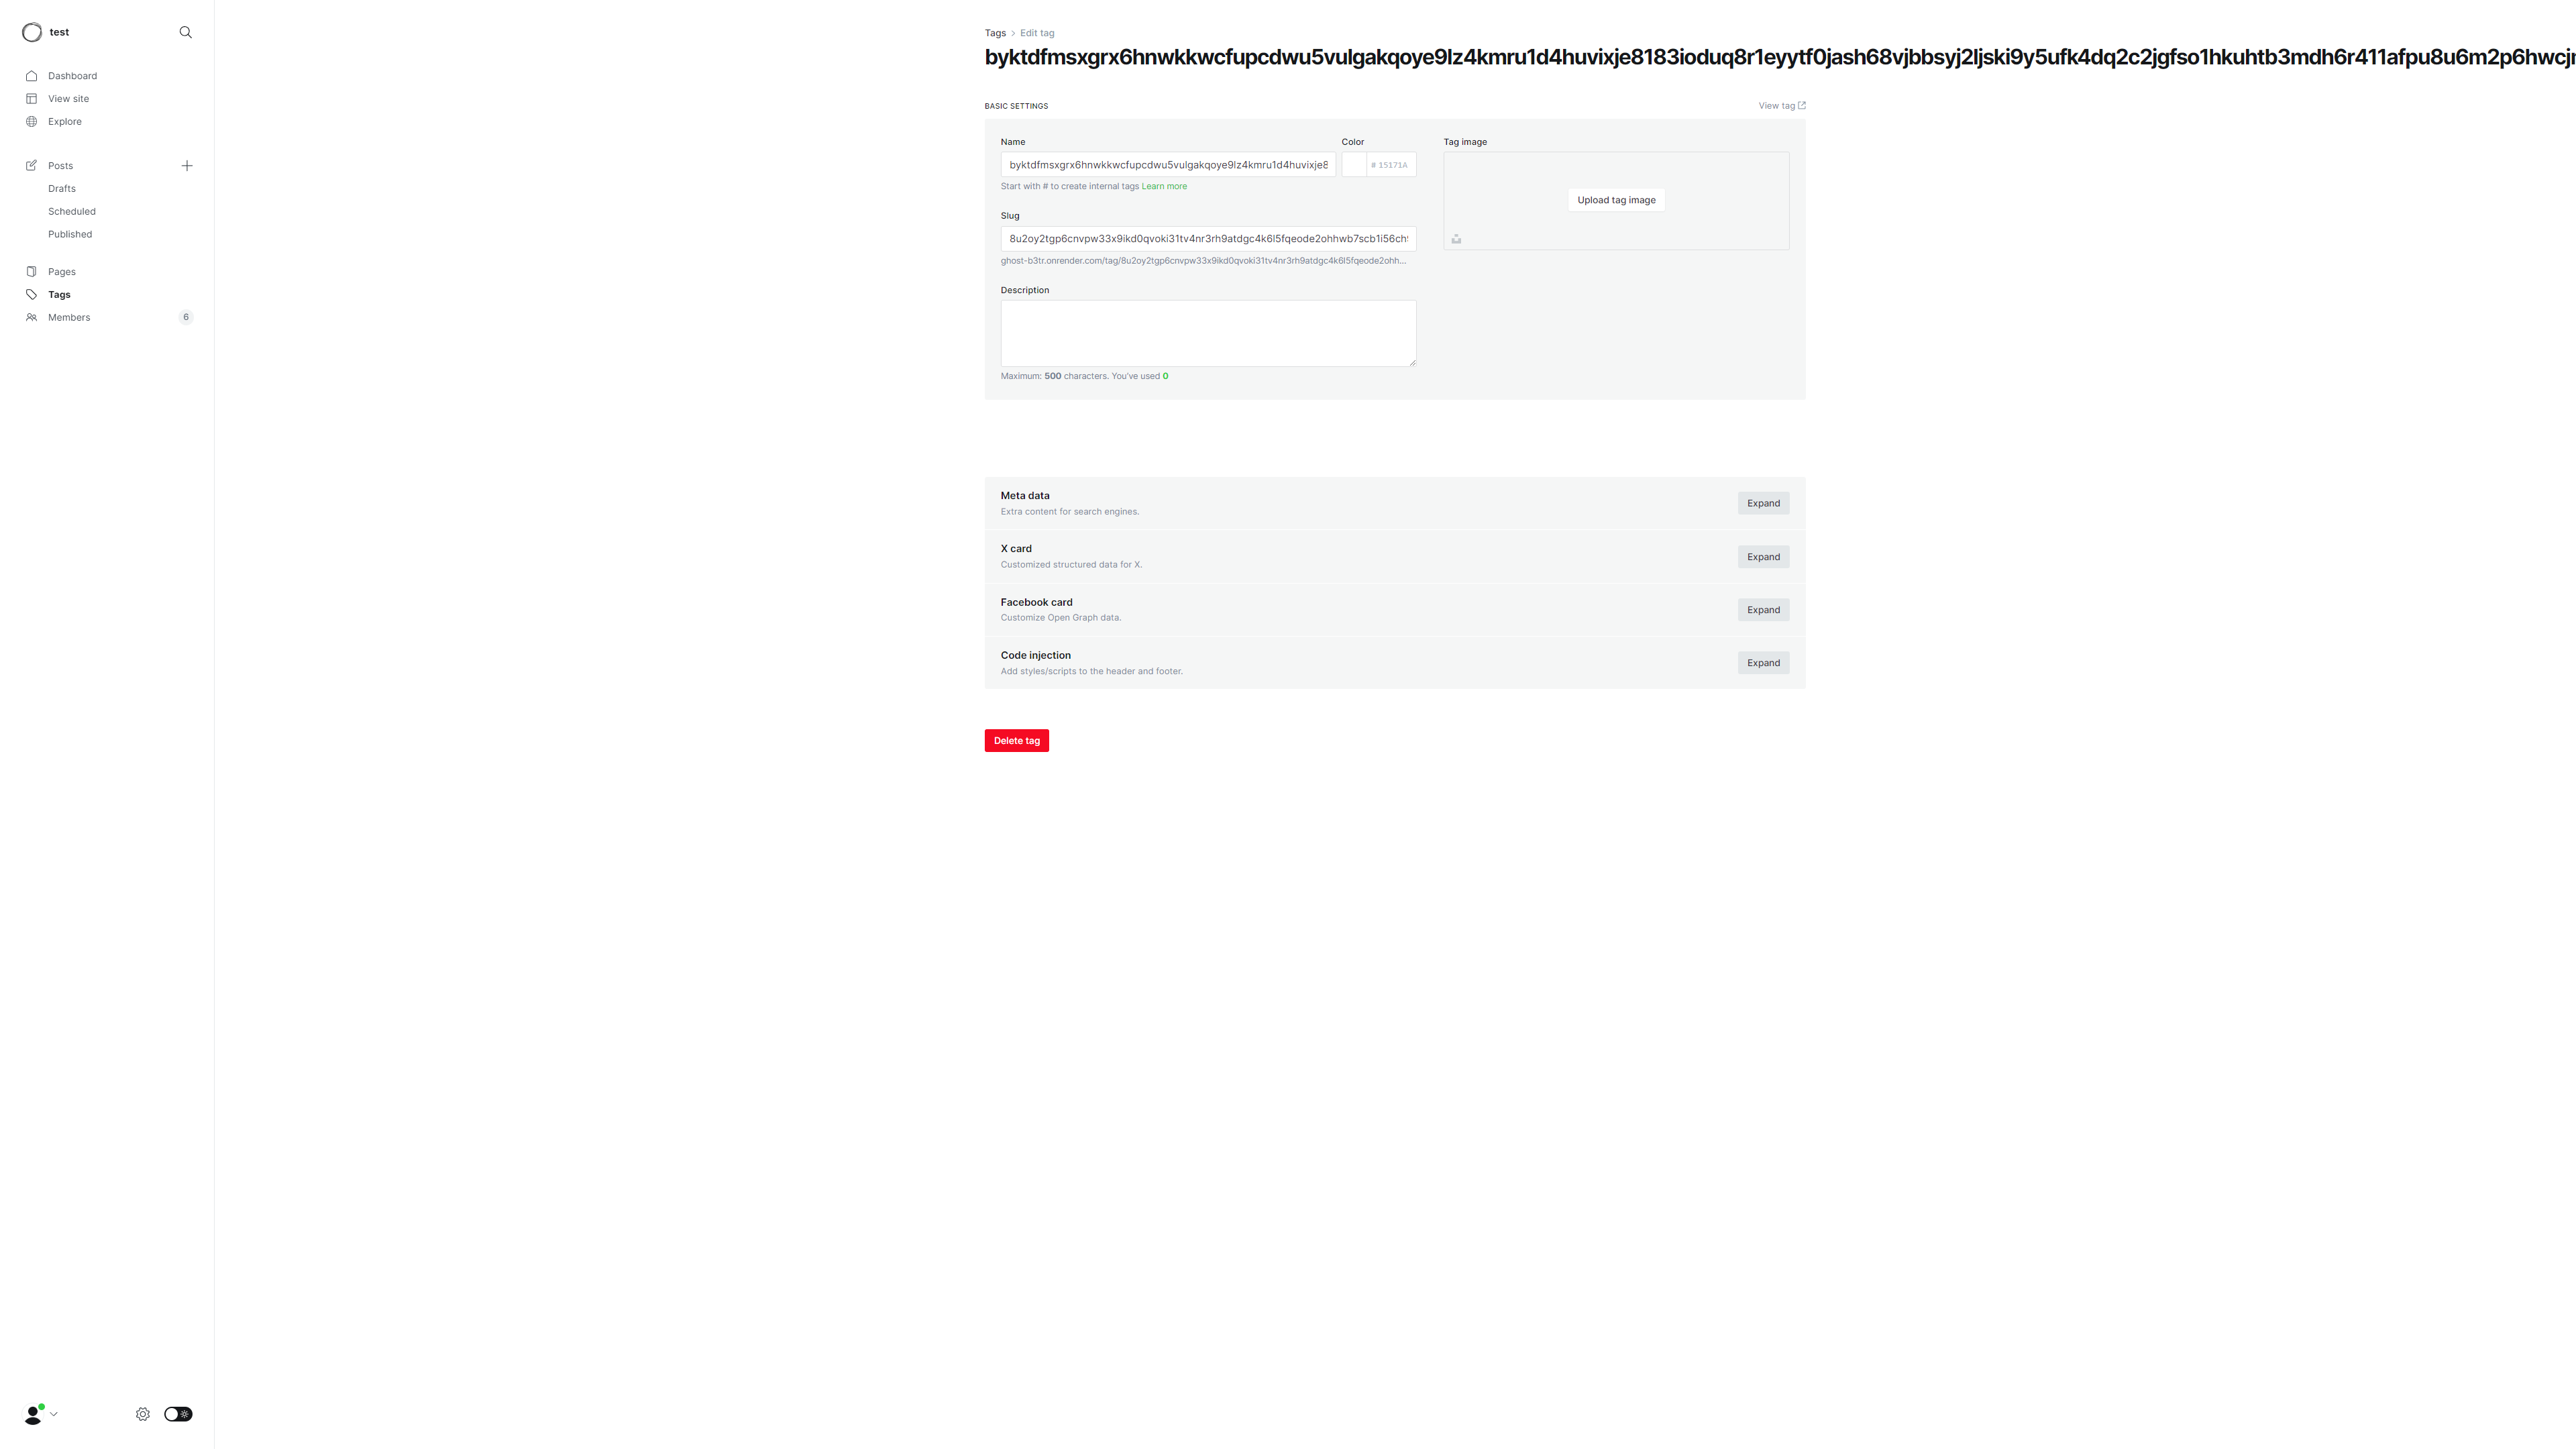 test
Dashboard
View site
Explore
Posts
Drafts
Scheduled
Published
Pages
Tags
Members 6
Tags > Edit tag
byktdfmsxgrx6hnwkkwcfupcdwu5vulgakqoye9lz4kmru1d4huvixje8183ioduq8r1eyytf0jash68vjbbsyj2ljski9y5ufk4dq2c2jgfso1hkuhtb3mdh6r411afpu8u6m2p6hwcj
BASIC SETTINGS
View tag
Name
byktdfmsxgrx6hnwkkwcfupcdwu5vulgakqoye9lz4kmru1d4huvixje8
Start with # to create internal tags Learn more
Color
# 15171A
Slug
8u2oy2tgp6cnvpw33x9ikd0qvoki31tv4nr3rh9atdgc4k6l5fqeode2ohhwb7scb1i56ch
ghost-b3tr.onrender.com/tag/8u2oy2tgp6cnvpw33x9ikd0qvoki31tv4nr3rh9atdgc4k6l5fqeode2ohh...
Description
Maximum: 500 characters. You've used 0
Tag image
Upload tag image
Meta data
Extra content for search engines.
Expand
X card
Customized structured data for X.
Expand
Facebook card
Customize Open Graph data.
Expand
Code injection
Add styles/scripts to the header and footer.
Expand
Delete tag